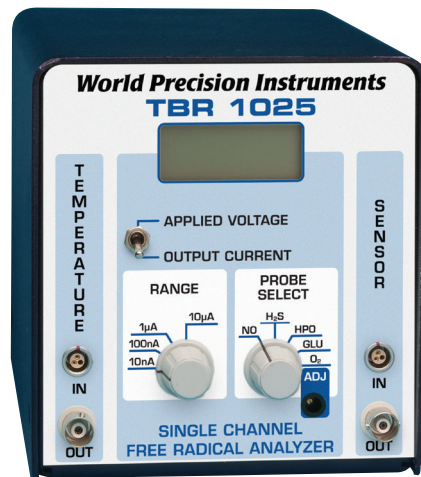 World Precision Instruments
TBR 1025
TEMPERATURE
IN
OUT
APPLIED VOLTAGE
OUTPUT CURRENT
RANGE
10nA
100nA
1µA
10µA
PROBE
SELECT
NO
H₂S
HPO
GLU
O₂
ADJ
SINGLE CHANNEL
FREE RADICAL ANALYZER
SENSOR
IN
OUT